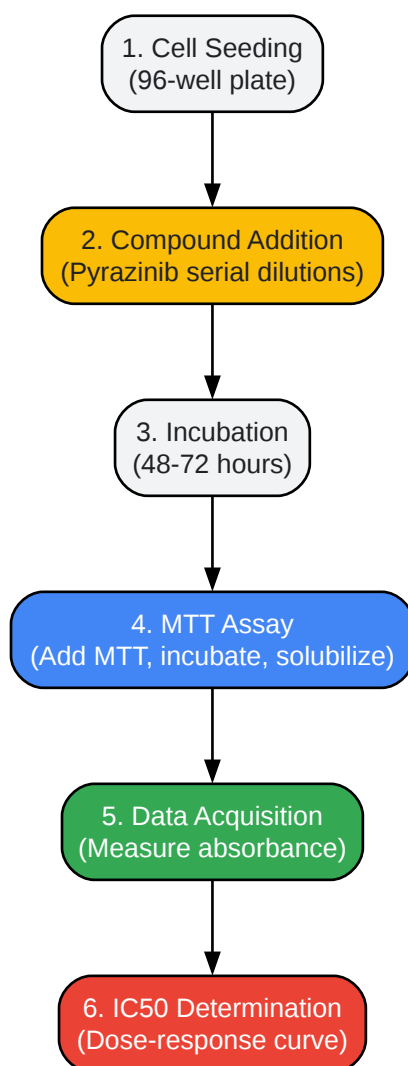 1. Cell Seeding
(96-well plate)
2. Compound Addition
(Pyrazinib serial dilutions)
3. Incubation
(48-72 hours)
4. MTT Assay
(Add MTT, incubate, solubilize)
5. Data Acquisition
(Measure absorbance)
6. IC50 Determination
(Dose-response curve)